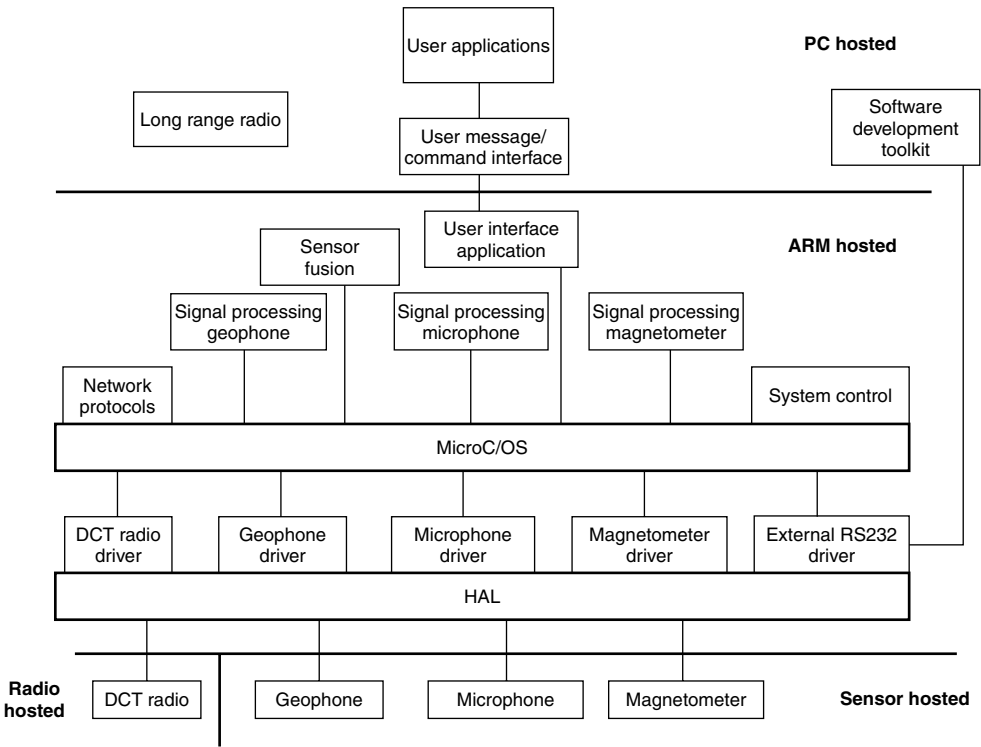 User applications
PC hosted
Long range radio
User message/
command interface
Software
development
toolkit
User interface
application
ARM hosted
Sensor
fusion
Signal processing
geophone
Signal processing
microphone
Signal processing
magnetometer
Network
protocols
System control
MicroC/OS
DCT radio
driver
Geophone
driver
Microphone
driver
Magnetometer
driver
External RS232
driver
HAL
Radio
hosted
DCT radio
Geophone
Microphone
Magnetometer
Sensor hosted